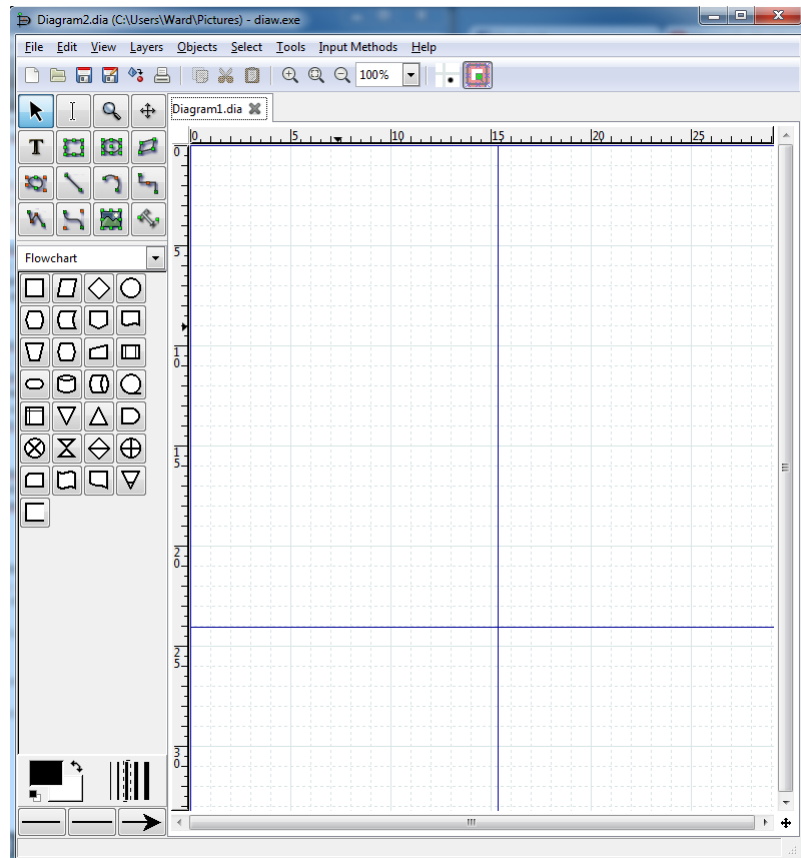 Diagram2.dia (C:\Users\Ward\Pictures) - diaw.exe
File Edit View Layers Objects Select Tools Input Methods Help
100%
Diagram1.dia
0 5 10 15 20 25
T
0
5
10
15
20
25
30
Flowchart